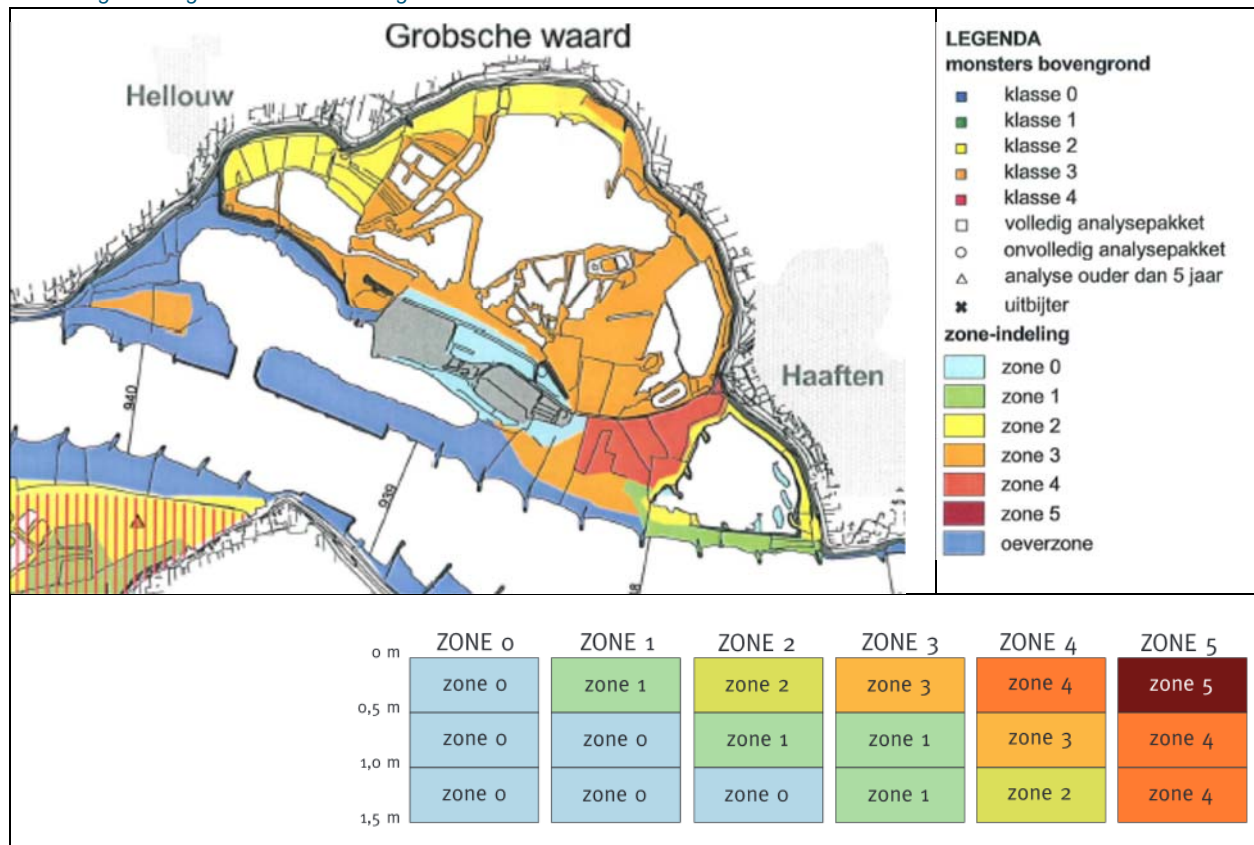 Grobsche waard
Hellouw
Haaften
940
939
LEGENDA
monsters bovengrond
klasse 0
klasse 1
klasse 2
klasse 3
klasse 4
volledig analysepakket
onvolledig analysepakket
analyse ouder dan 5 jaar
uitbijter
zone-indeling
zone 0
zone 1
zone 2
zone 3
zone 4
zone 5
oeverzone
ZONE 0 ZONE 1 ZONE 2 ZONE 3 ZONE 4 ZONE 5
0 m
zone 0 zone 1 zone 2 zone 3 zone 4 zone 5
0,5 m
zone 0 zone 0 zone 1 zone 1 zone 3 zone 4
1,0 m
zone 0 zone 0 zone 0 zone 1 zone 2 zone 4
1,5 m